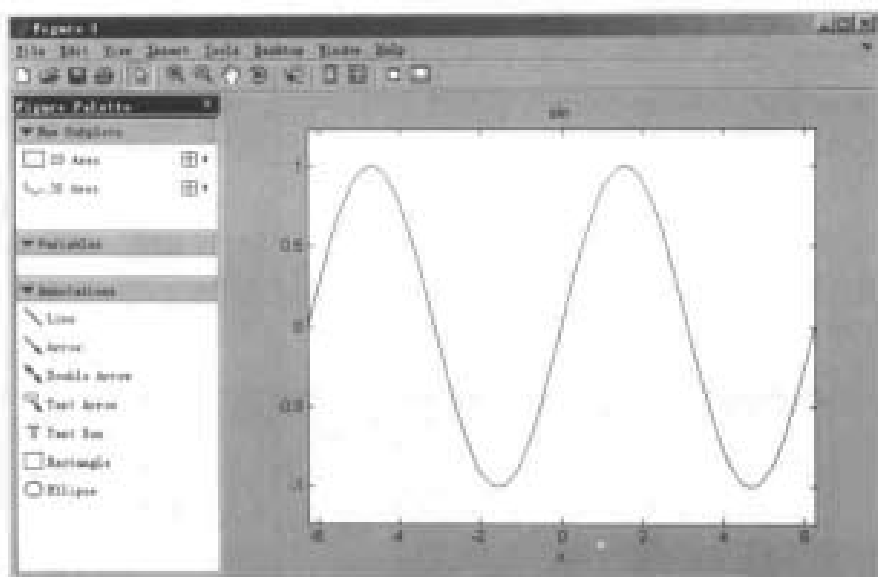 Figure 1
File Edit View Insert Tools Desktop Window Help
Figure Palette
New Subplots
2D Axes
3D Axes
Variables
Annotations
Line
Arrow
Double Arrow
Text Arrow
Text Box
Rectangle
Ellipse
sin
1
0.5
0
-0.5
-1
-6 -4 -2 0 2 4 6
x